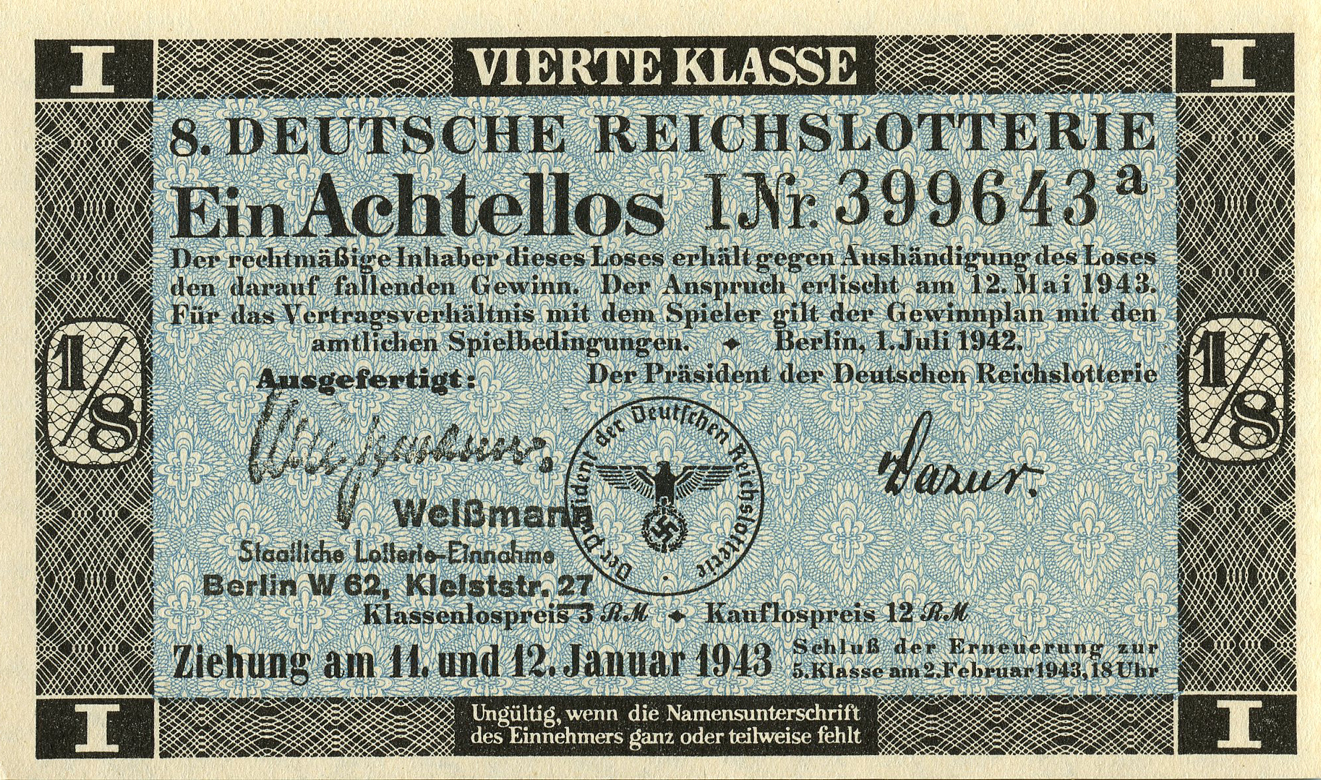 I VIERTE KLASSE I
8. DEUTSCHE REICHSLOTTERIE
Ein Achtellos I Nr. 399643 a
Der rechtmäßige Inhaber dieses Loses erhält gegen Aushändigung des Loses
den darauf fallenden Gewinn. Der Anspruch erlischt am 12. Mai 1943.
Für das Vertragsverhältnis mit dem Spieler gilt der Gewinnplan mit den
amtlichen Spielbedingungen. ◆ Berlin, 1. Juli 1942.
1/8
1/8
Ausgefertigt:
Der Präsident der Deutschen Reichslotterie
Weißmann
Staatliche Lotterie-Einnahme
Berlin W 62, Kleiststr. 27
Der Präsident der Deutschen Reichslotterie
Dazur.
Klassenlospreis 3 RM ◆ Kauflospreis 12 RM
Ziehung am 11. und 12. Januar 1943
Schluß der Erneuerung zur
5. Klasse am 2. Februar 1943, 18 Uhr
I
Ungültig, wenn die Namensunterschrift
des Einnehmers ganz oder teilweise fehlt
I